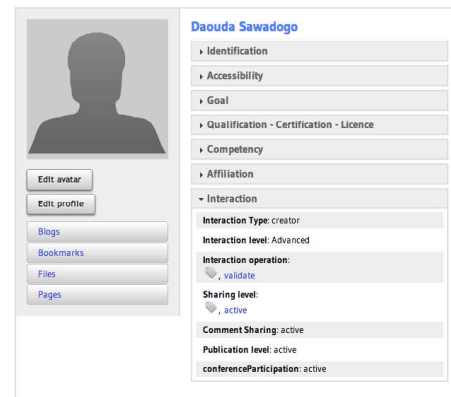 Daouda Sawadogo
Identification
Accessibility
Goal
Qualification - Certification - Licence
Competency
Affiliation
Interaction
Interaction Type: creator
Interaction level: Advanced
Interaction operation:
, validate
Sharing level:
, active
Comment Sharing: active
Publication level: active
conferenceParticipation: active
Edit avatar
Edit profile
Blogs
Bookmarks
Files
Pages